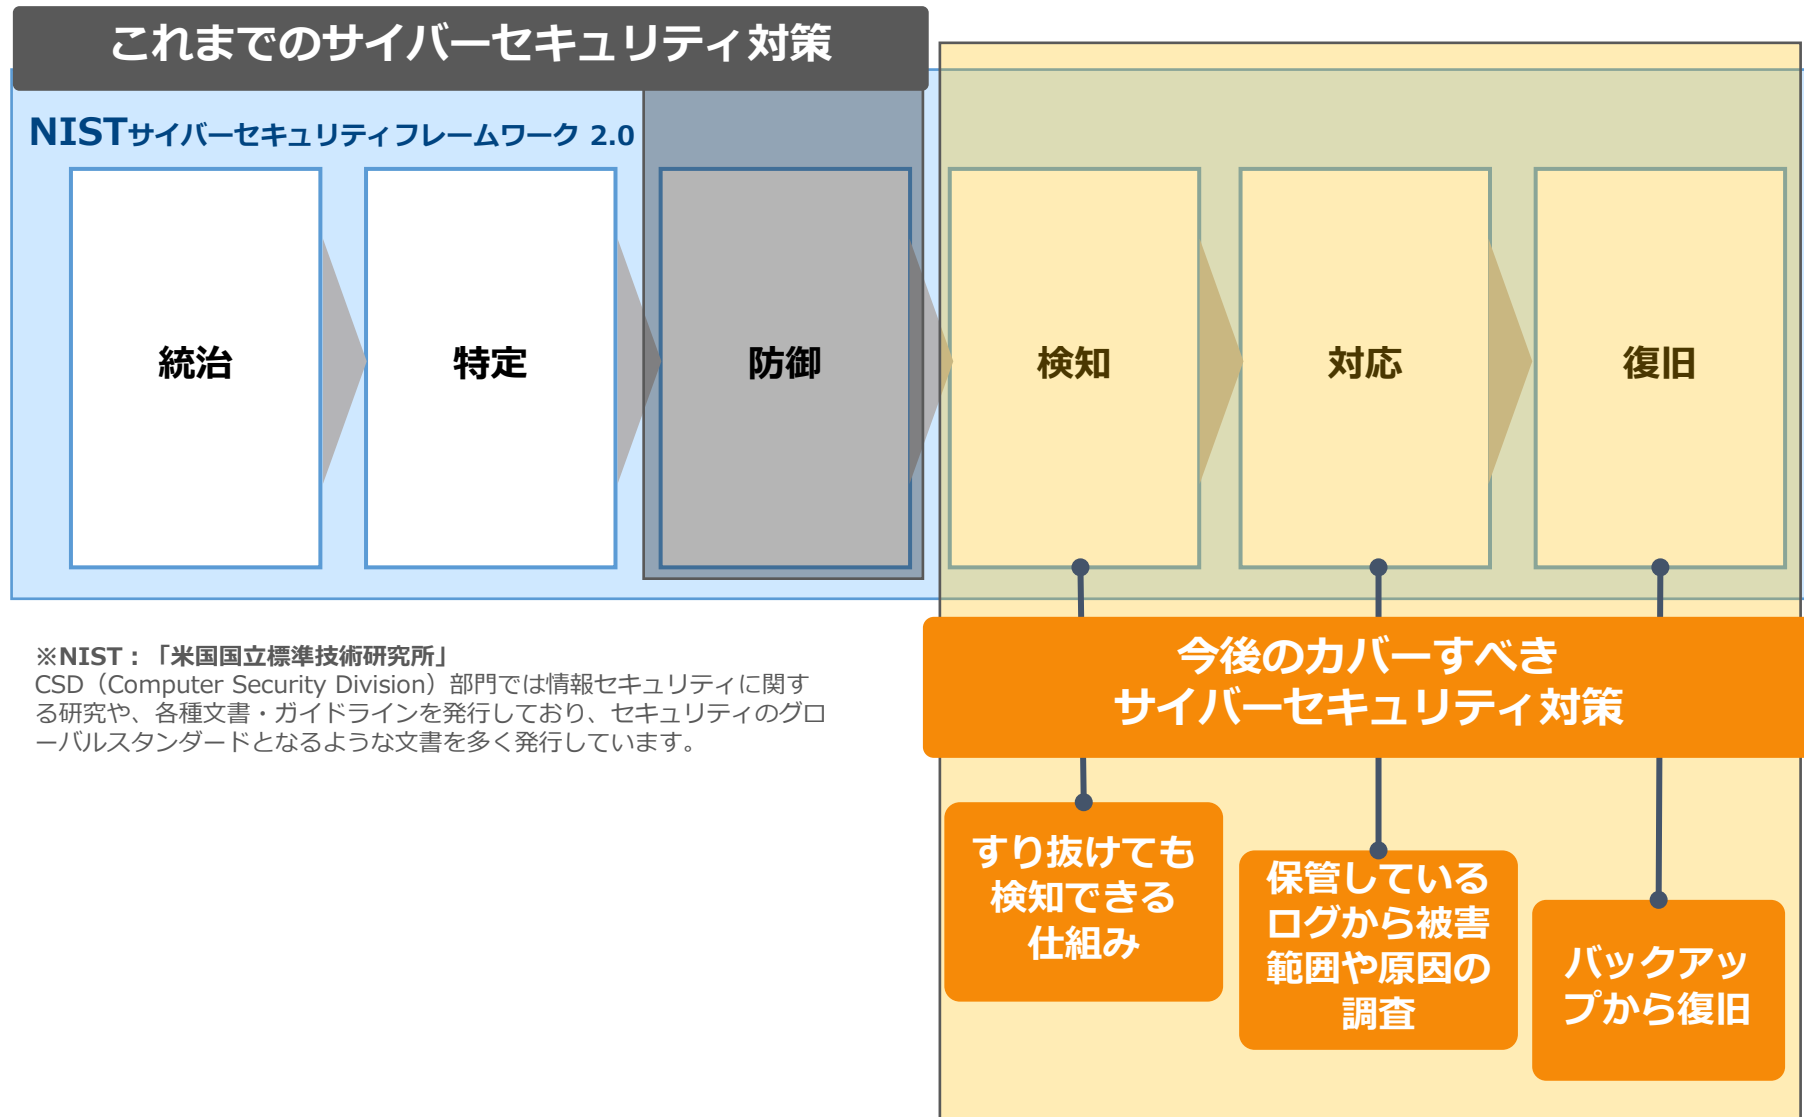 これまでのサイバーセキュリティ対策
NISTサイバーセキュリティフレームワーク 2.0
統治
特定
防御
検知
対応
復旧
※NIST：「米国国立標準技術研究所」
CSD（Computer Security Division）部門では情報セキュリティに関す
る研究や、各種文書・ガイドラインを発行しており、セキュリティのグロ
ーバルスタンダードとなるような文書を多く発行しています。
今後のカバーすべき
サイバーセキュリティ対策
すり抜けても
検知できる
仕組み
保管している
ログから被害
範囲や原因の
調査
バックアッ
プから復旧